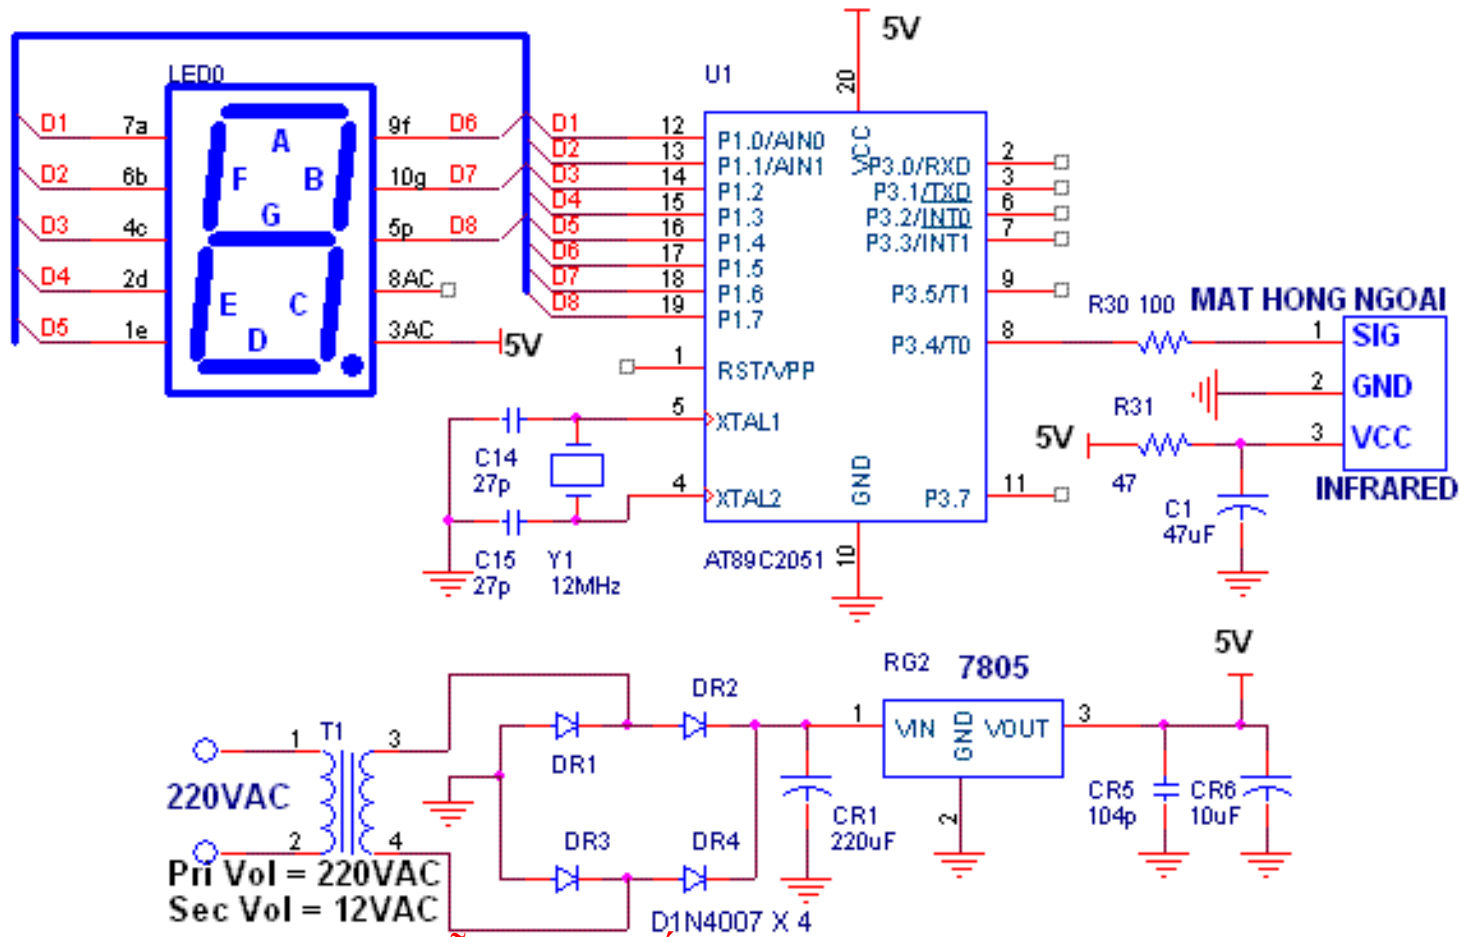 5V
LED0
U1
20
D1 7a 9f D6 D1 12 P1.0/AIN0 VCC
D2 13 P1.1/AIN1 P3.0/RXD 2
D2 6b 10g D7 D3 14 P1.2 P3.1/TXD 3
D4 15 P1.3 P3.2/INT0 6
D3 4c 5p D8 D5 16 P1.4 P3.3/INT1 7
D6 17 P1.5
D4 2d 8AC D7 18 P1.6 P3.5/T1 9
D8 19 P1.7
D5 1e 3AC 5V P3.4/T0 8
A
F B
G
E C
D
R30 100 MAT HONG NGOAI
1 SIG
2 GND
3 VCC
INFRARED
1 RST/VPP
5 XTAL1
4 XTAL2
GND
10
P3.7 11
R31
5V
47
C1
47uF
C14
27p
C15
27p
Y1
12MHz
AT89C2051
5V
RG2 7805
DR2
1 VIN GND VOUT 3
2
T1
1 3
220VAC
2 4
DR1
DR3 DR4
CR1
220uF
CR5
104p
CR6
10uF
Pri Vol = 220VAC
Sec Vol = 12VAC
D1N4007 X 4